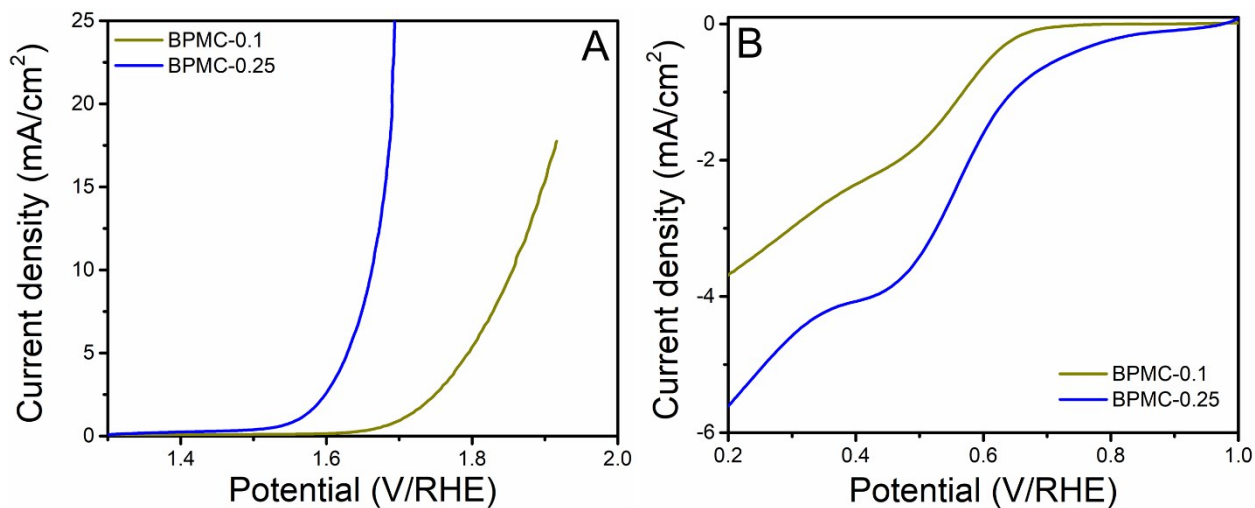 25
20
15
10
5
0
Current density (mA/cm²)
BPMC-0.1
BPMC-0.25
A
1.4 1.6 1.8 2.0
Potential (V/RHE)
0
-2
-4
-6
Current density (mA/cm²)
B
BPMC-0.1
BPMC-0.25
0.2 0.4 0.6 0.8 1.0
Potential (V/RHE)